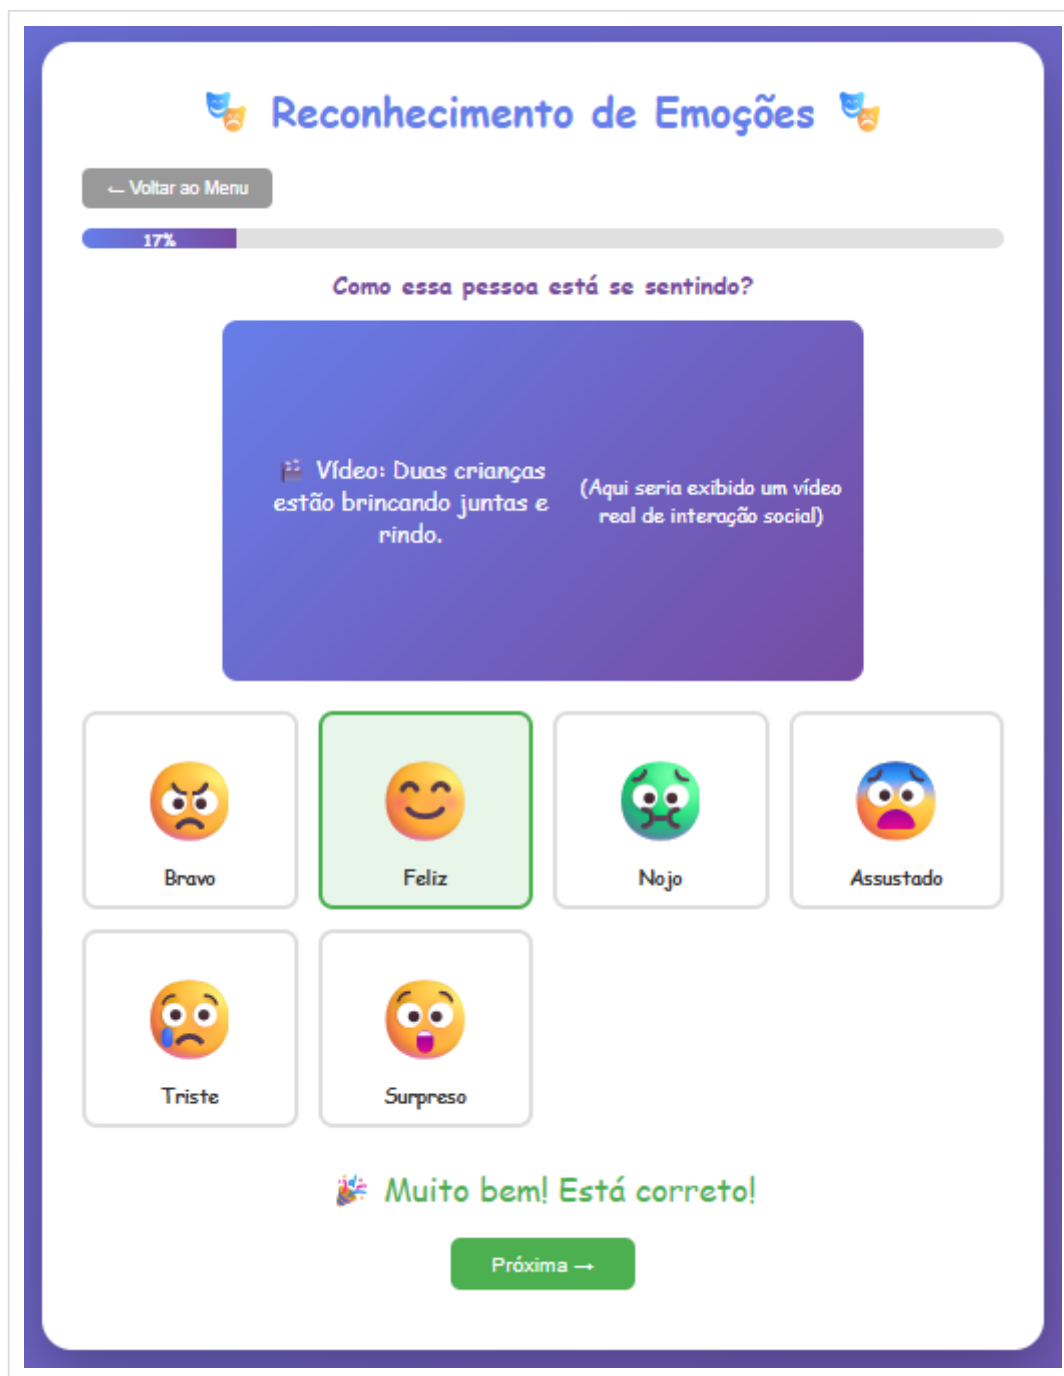 Reconhecimento de Emoções
← Voltar ao Menu
17%
Como essa pessoa está se sentindo?
Vídeo: Duas crianças
estão brincando juntas e
rindo.
(Aqui seria exibido um vídeo
real de interação social)
Bravo
Feliz
Nojo
Assustado
Triste
Surpreso
Muito bem! Está correto!
Próxima →